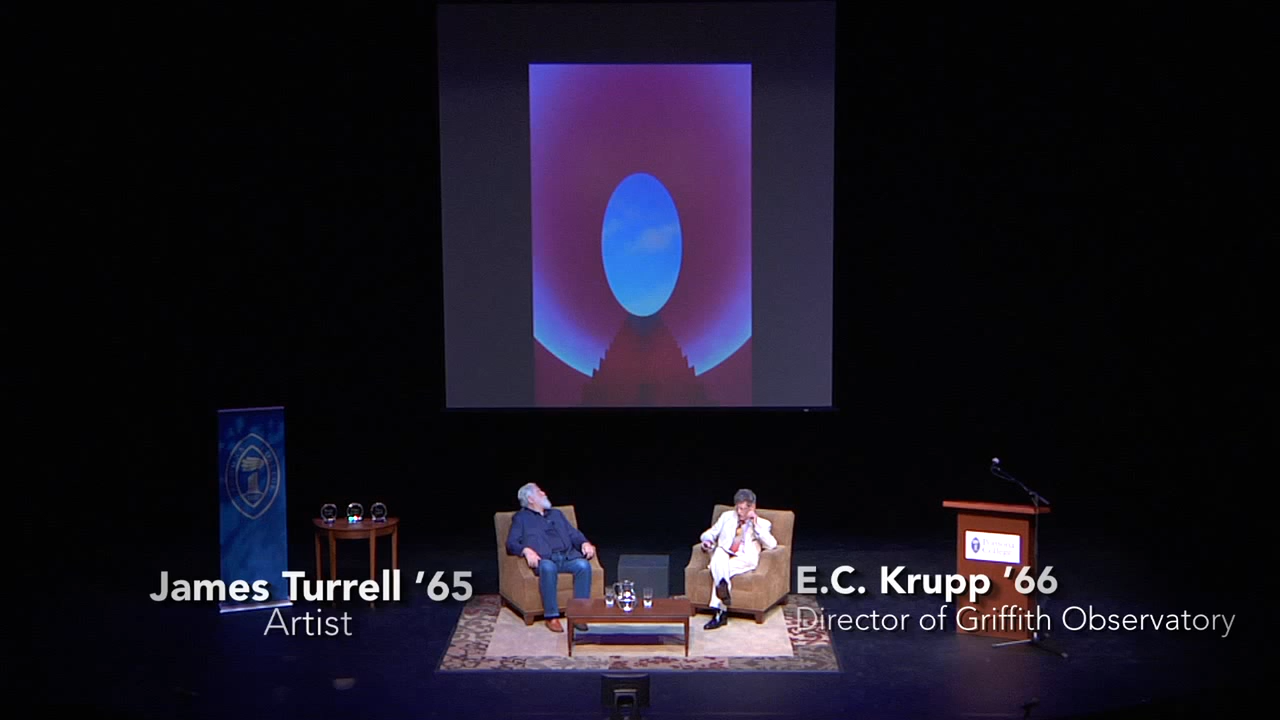 James Turrell ’65
Artist
E.C. Krupp ’66
Director of Griffith Observatory